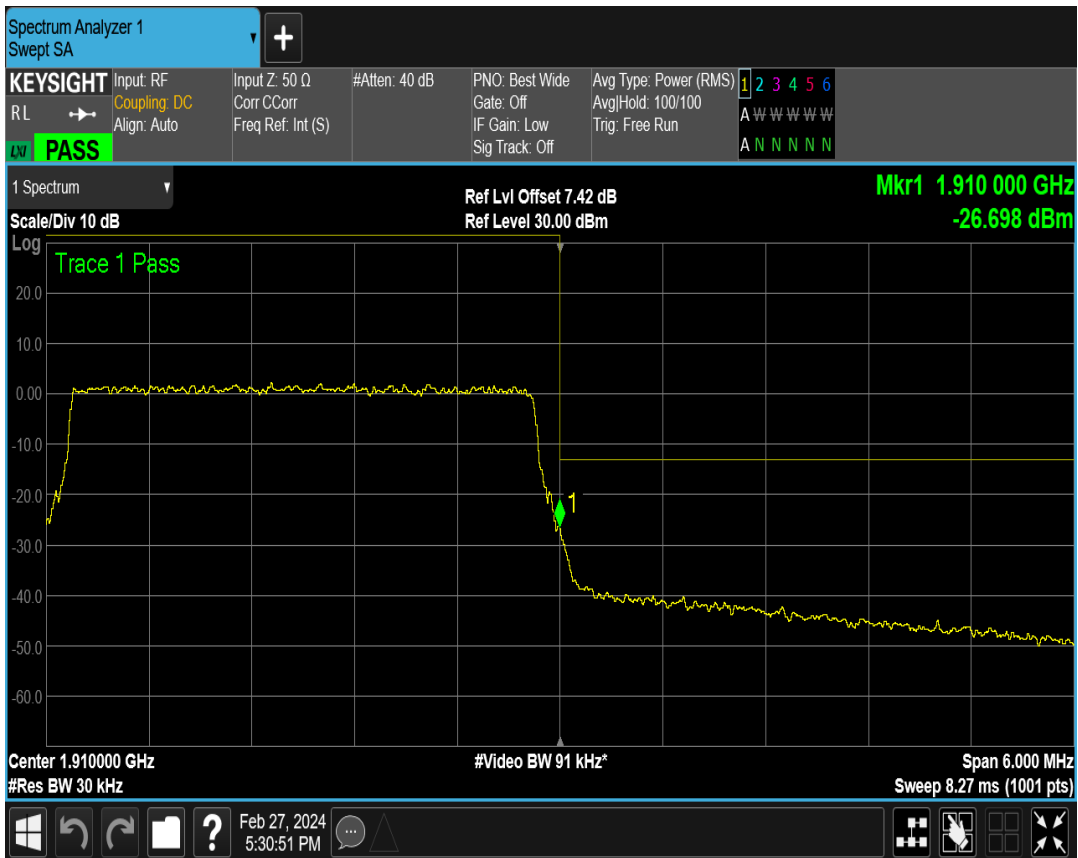 Spectrum Analyzer 1
Swept SA
KEYSIGHT
RL
LXI PASS
Input: RF
Coupling: DC
Align: Auto
Input Z: 50 Ω
Corr CCorr
Freq Ref: Int (S)
#Atten: 40 dB
PNO: Best Wide
Gate: Off
IF Gain: Low
Sig Track: Off
Avg Type: Power (RMS)
Avg|Hold: 100/100
Trig: Free Run
1 2 3 4 5 6
A W W W W W
A N N N N N
1 Spectrum
Scale/Div 10 dB
Ref Lvl Offset 7.42 dB
Ref Level 30.00 dBm
Mkr1 1.910 000 GHz
-26.698 dBm
Log
Trace 1 Pass
20.0
10.0
0.00
-10.0
-20.0
1
-30.0
-40.0
-50.0
-60.0
Center 1.910000 GHz
#Res BW 30 kHz
#Video BW 91 kHz*
Span 6.000 MHz
Sweep 8.27 ms (1001 pts)
?
Feb 27, 2024
5:30:51 PM